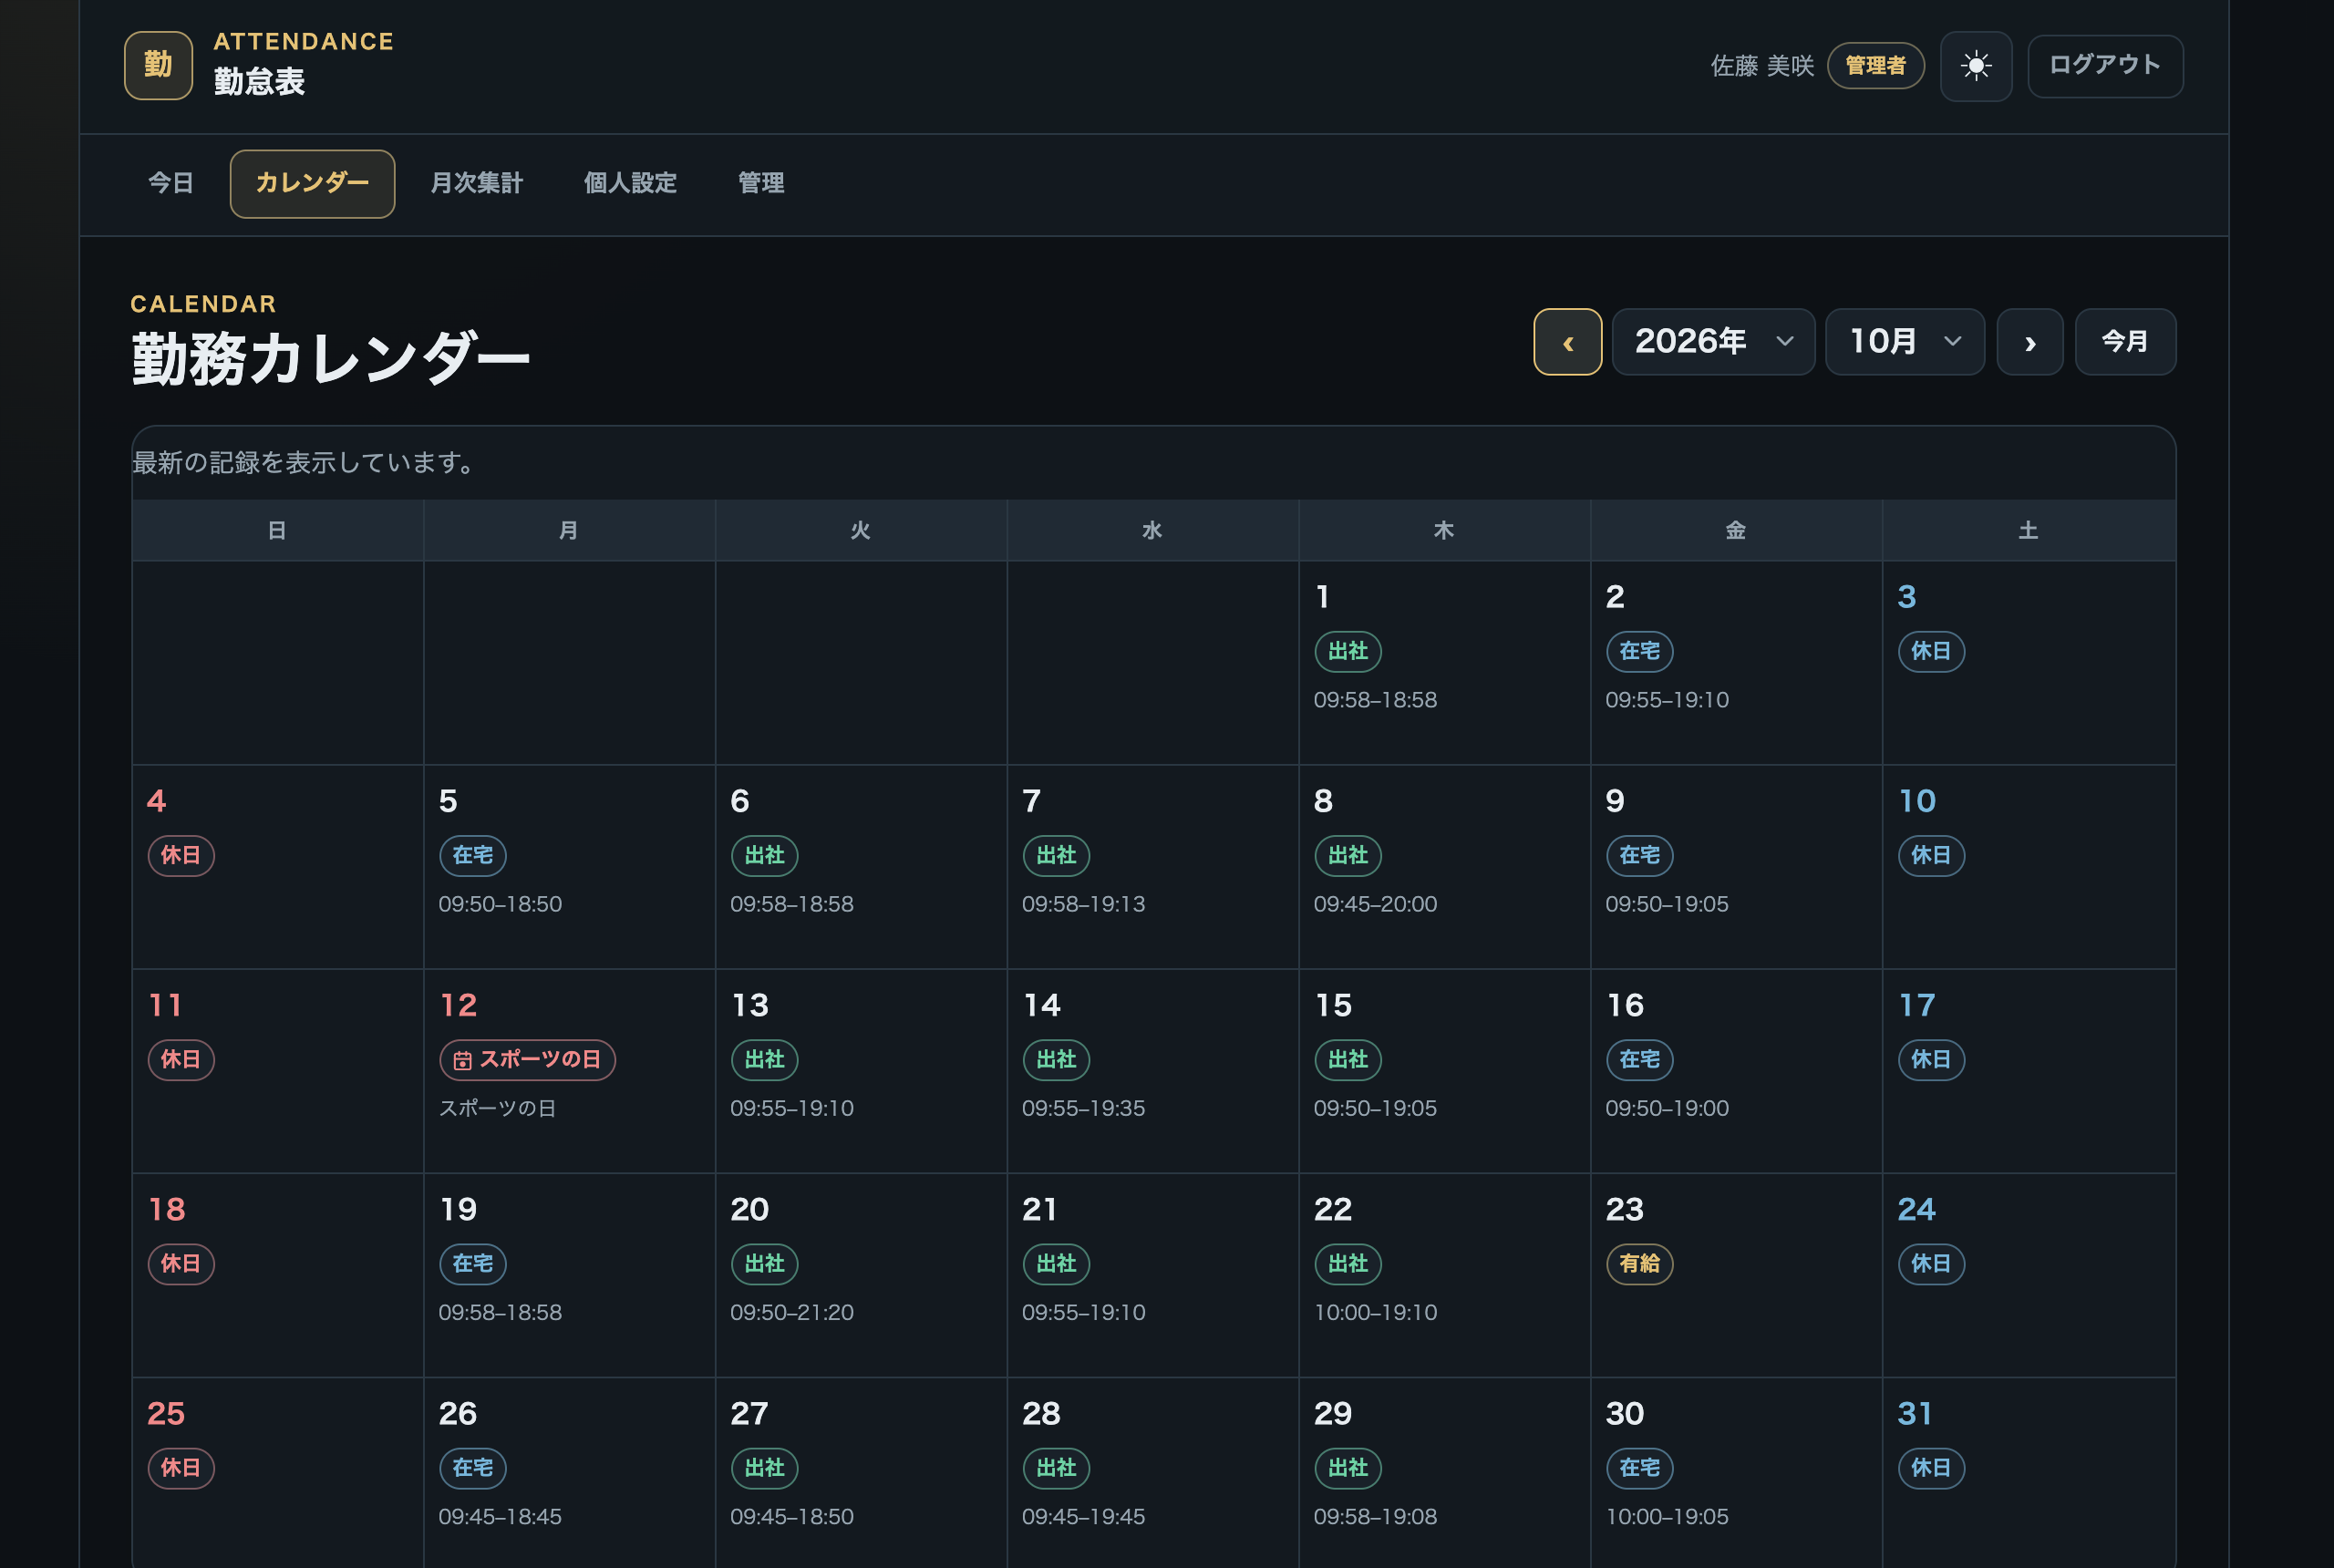 勤
ATTENDANCE
勤怠表
佐藤 美咲 管理者 ログアウト
今日 カレンダー 月次集計 個人設定 管理
CALENDAR
勤務カレンダー
‹ 2026年 10月 › 今月
最新の記録を表示しています。
日 月 火 水 木 金 土
1 2 3
出社 在宅 休日
09:58–18:58 09:55–19:10
4 5 6 7 8 9 10
休日 在宅 出社 出社 出社 在宅 休日
09:50–18:50 09:58–18:58 09:58–19:13 09:45–20:00 09:50–19:05
11 12 13 14 15 16 17
休日 スポーツの日 出社 出社 出社 在宅 休日
スポーツの日 09:55–19:10 09:55–19:35 09:50–19:05 09:50–19:00
18 19 20 21 22 23 24
休日 在宅 出社 出社 出社 有給 休日
09:58–18:58 09:50–21:20 09:55–19:10 10:00–19:10
25 26 27 28 29 30 31
休日 在宅 出社 出社 出社 在宅 休日
09:45–18:45 09:45–18:50 09:45–19:45 09:58–19:08 10:00–19:05